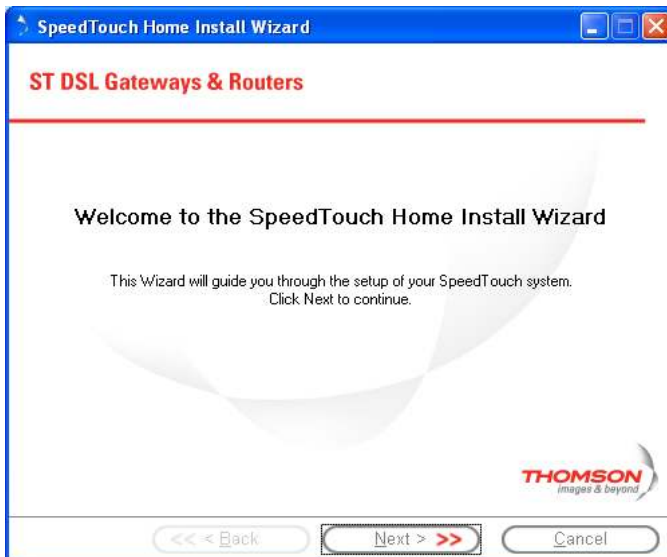 SpeedTouch Home Install Wizard
ST DSL Gateways & Routers
Welcome to the SpeedTouch Home Install Wizard
This Wizard will guide you through the setup of your SpeedTouch system.
Click Next to continue.
THOMSON
images & beyond
<< < Back Next > >> Cancel